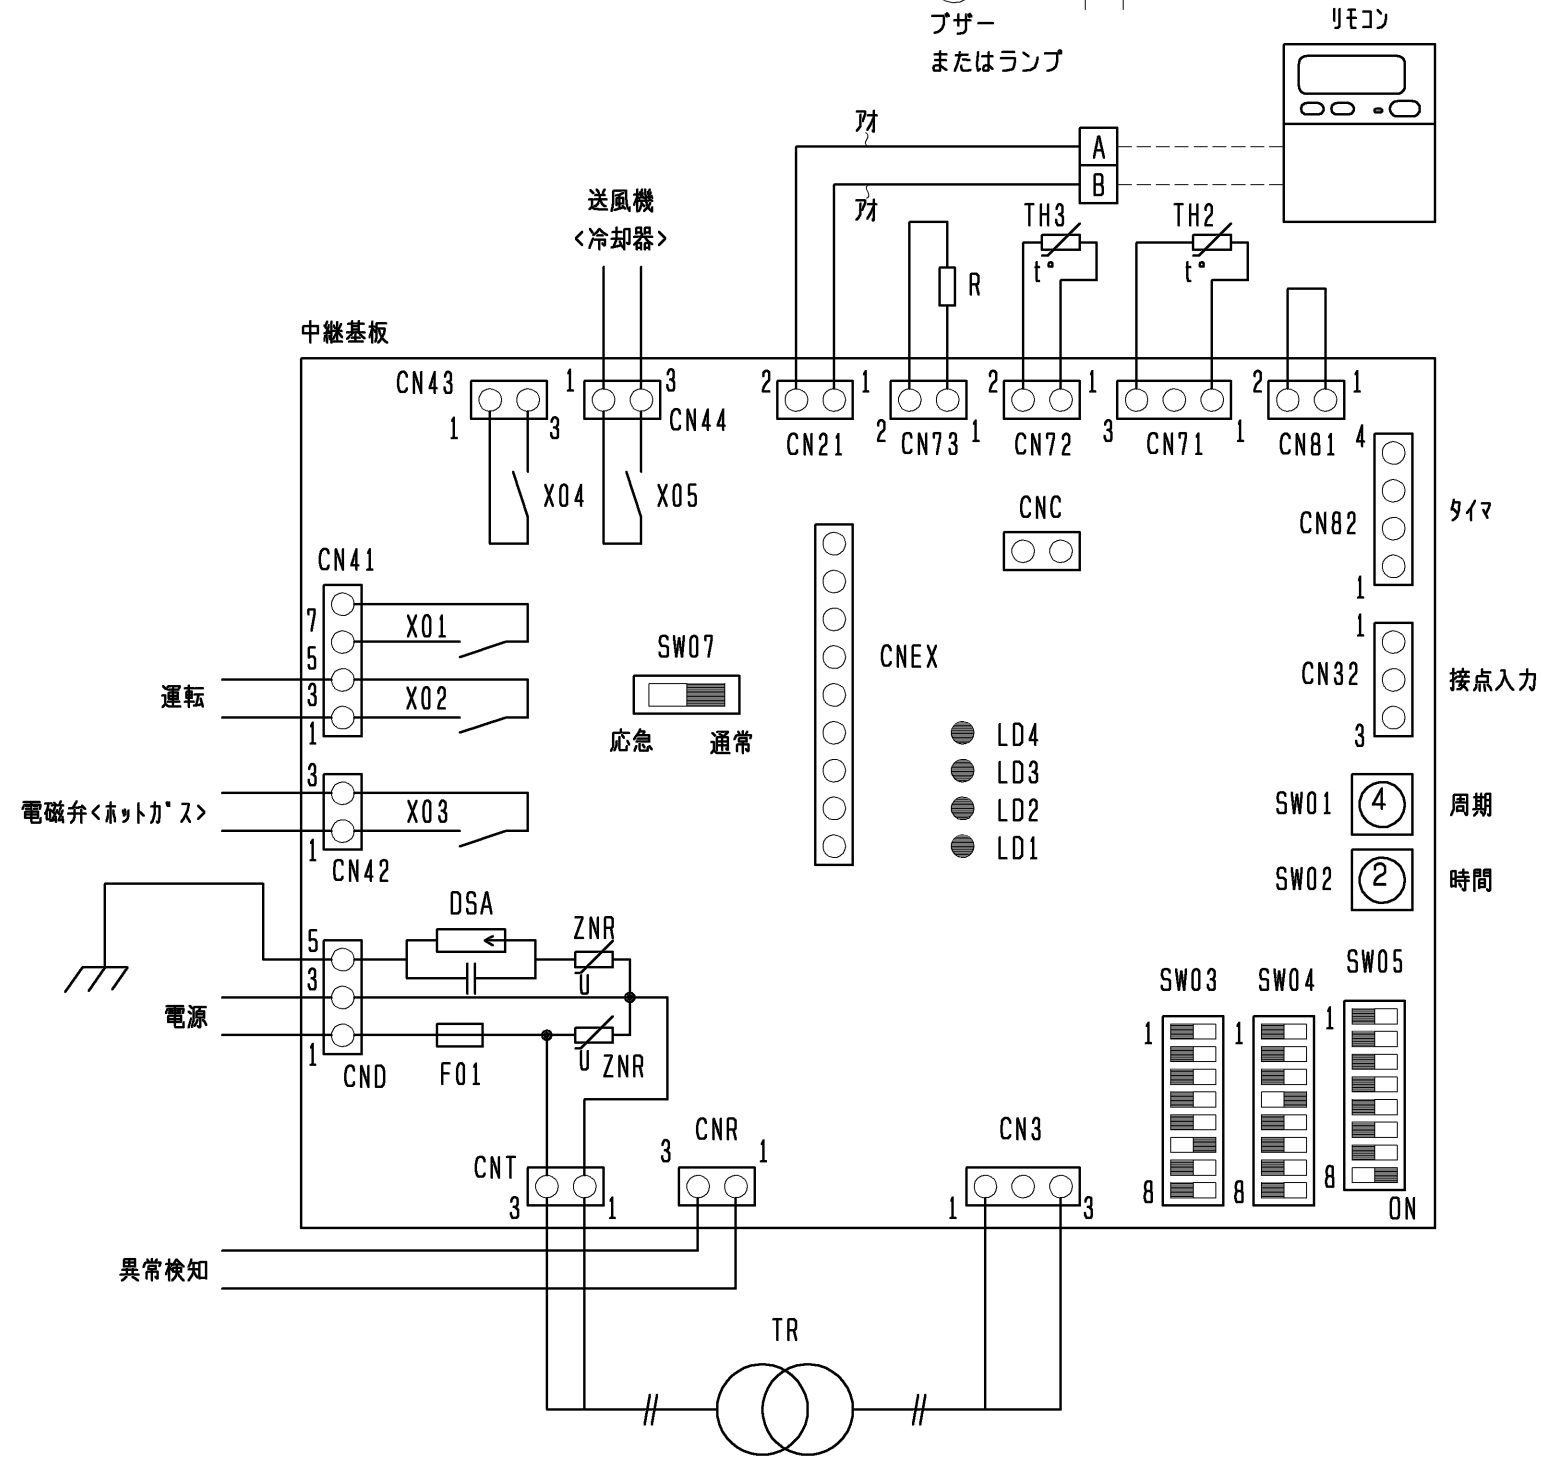 ブザー
またはランプ
リモコン
アオ
A
B
アオ
送風機
<冷却器>
TH3
t°
TH2
t°
R
中継基板
CN43
1
3
1
3
CN44
2
1
CN21
2
CN73
1
2
1
CN72
3
CN71
1
2
1
CN81
X04
X05
CNC
4
CN82
1
タイマ
CN41
7
X01
5
運転
3
X02
1
SW07
応急
通常
CNEX
1
CN32
3
接点入力
LD4
LD3
LD2
LD1
電磁弁<ホットガス>
3
X03
1
CN42
SW01
4
周期
SW02
2
時間
DSA
ZNR
U
5
3
電源
1
CND
F01
U
ZNR
SW03
1
8
SW04
1
8
SW05
1
8
ON
CNT
3
1
3
CNR
1
CN3
1
3
異常検知
TR